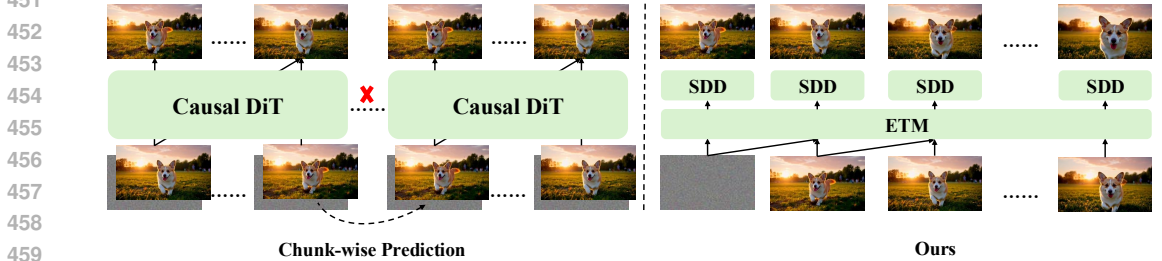 451
452
453
454
455
456
457
458
459
...... ......
Causal DiT ...... Causal DiT
...... ......
Chunk-wise Prediction
......
SDD SDD SDD SDD
ETM
......
Ours